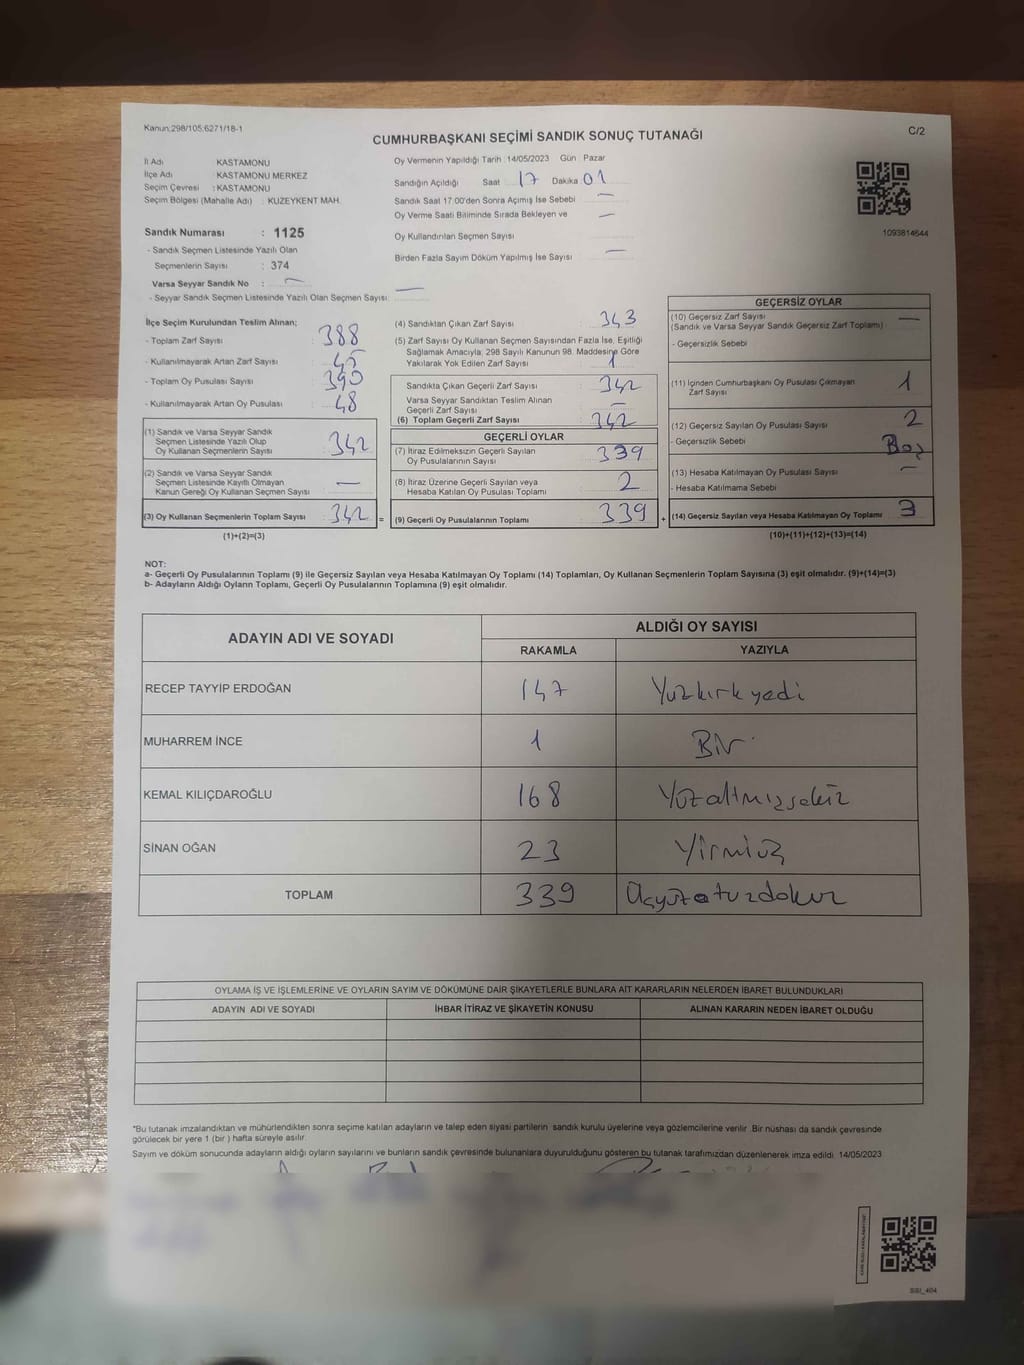 Kanun:298/105;6271/18-1
CUMHURBAŞKANI SEÇİMİ SANDIK SONUÇ TUTANAĞI
C/2
İl Adı KASTAMONU
İlçe Adı KASTAMONU MERKEZ
Seçim Çevresi : KASTAMONU
Seçim Bölgesi (Mahalle Adı) : KUZEYKENT MAH.
Oy Vermenin Yapıldığı Tarih :14/05/2023 Gün Pazar
Sandığın Açıldığı Saat 17 Dakika 01
Sandık Saat 17:00'den Sonra Açımış İse Sebebi —
Oy Verme Saati Bitiminde Sırada Bekleyen ve —
Oy Kullandırılan Seçmen Sayısı
Birden Fazla Sayım Döküm Yapılmış İse Sayısı —
1093814644
Sandık Numarası : 1125
- Sandık Seçmen Listesinde Yazılı Olan
Seçmenlerin Sayısı : 374
Varsa Seyyar Sandık No : —
- Seyyar Sandık Seçmen Listesinde Yazılı Olan Seçmen Sayısı: —
İlçe Seçim Kurulundan Teslim Alınan;
- Toplam Zarf Sayısı : 388
- Kullanılmayarak Artan Zarf Sayısı : 45
- Toplam Oy Pusulası Sayısı : 390
- Kullanılmayarak Artan Oy Pusulası : 48
(1) Sandık ve Varsa Seyyar Sandık
Seçmen Listesinde Yazılı Olup
Oy Kullanan Seçmenlerin Sayısı : 342
(2) Sandık ve Varsa Seyyar Sandık
Seçmen Listesinde Kayıtlı Olmayan
Kanun Gereği Oy Kullanan Seçmen Sayısı : —
(3) Oy Kullanan Seçmenlerin Toplam Sayısı : 342 =
(1)+(2)=(3)
(4) Sandıktan Çıkan Zarf Sayısı : 343
(5) Zarf Sayısı Oy Kullanan Seçmen Sayısından Fazla İse, Eşitliği
Sağlamak Amacıyla, 298 Sayılı Kanunun 98. Maddesine Göre
Yakılarak Yok Edilen Zarf Sayısı : 1
Sandıkta Çıkan Geçerli Zarf Sayısı : 342
Varsa Seyyar Sandıktan Teslim Alınan
Geçerli Zarf Sayısı : —
(6) Toplam Geçerli Zarf Sayısı : 342
GEÇERLİ OYLAR
(7) İtiraz Edilmeksizin Geçerli Sayılan
Oy Pusulalarının Sayısı : 339
(8) İtiraz Üzerine Geçerli Sayılan veya
Hesaba Katılan Oy Pusulası Toplamı : 2
(9) Geçerli Oy Pusulalarının Toplamı : 339 +
GEÇERSİZ OYLAR
(10) Geçersiz Zarf Sayısı —
(Sandık ve Varsa Seyyar Sandık Geçersiz Zarf Toplamı)
- Geçersizlik Sebebi
(11) İçinden Cumhurbaşkanı Oy Pusulası Çıkmayan
Zarf Sayısı 1
(12) Geçersiz Sayılan Oy Pusulası Sayısı 2
- Geçersizlik Sebebi Boş
(13) Hesaba Katılmayan Oy Pusulası Sayısı —
- Hesaba Katılmama Sebebi
(14) Geçersiz Sayılan veya Hesaba Katılmayan Oy Toplamı 3
(10)+(11)+(12)+(13)=(14)
NOT:
a- Geçerli Oy Pusulalarının Toplamı (9) ile Geçersiz Sayılan veya Hesaba Katılmayan Oy Toplamı (14) Toplamları, Oy Kullanan Seçmenlerin Toplam Sayısına (3) eşit olmalıdır. (9)+(14)=(3)
b- Adayların Aldığı Oyların Toplamı, Geçerli Oy Pusulalarının Toplamına (9) eşit olmalıdır.
ADAYIN ADI VE SOYADI
ALDIĞI OY SAYISI
RAKAMLA YAZIYLA
RECEP TAYYİP ERDOĞAN 147 Yüzkırkyedi
MUHARREM İNCE 1 Bir
KEMAL KILIÇDAROĞLU 168 Yüzaltmışsekiz
SİNAN OĞAN 23 Yirmiüç
TOPLAM 339 Üçyüzotuzdokuz
OYLAMA İŞ VE İŞLEMLERİNE VE OYLARIN SAYIM VE DÖKÜMÜNE DAİR ŞİKAYETLERLE BUNLARA AİT KARARLARIN NELERDEN İBARET BULUNDUKLARI
ADAYIN ADI VE SOYADI İHBAR İTİRAZ VE ŞİKAYETİN KONUSU ALINAN KARARIN NEDEN İBARET OLDUĞU
"Bu tutanak imzalandıktan ve mühürlendikten sonra seçime katılan adayların ve talep eden siyasi partilerin sandık kurulu üyelerine veya gözlemcilerine verilir. Bir nüshası da sandık çevresinde
görülecek bir yere 1 (bir ) hafta süreyle asılır.
Sayım ve döküm sonucunda adayların aldığı oyların sayılarını ve bunların sandık çevresinde bulunanlara duyurulduğunu gösteren bu tutanak tarafımızdan düzenlenerek imza edildi. 14/05/2023